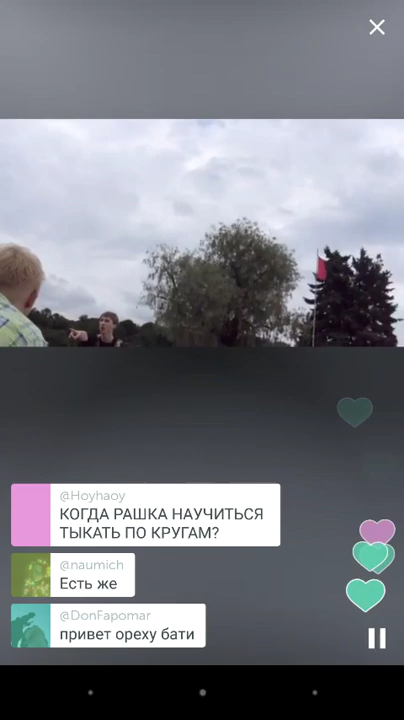 @Hoyhaoy
КОГДА РАШКА НАУЧИТЬСЯ
ТЫКАТЬ ПО КРУГАМ?
@naumich
Есть же
@DonFapomar
привет ореху бати